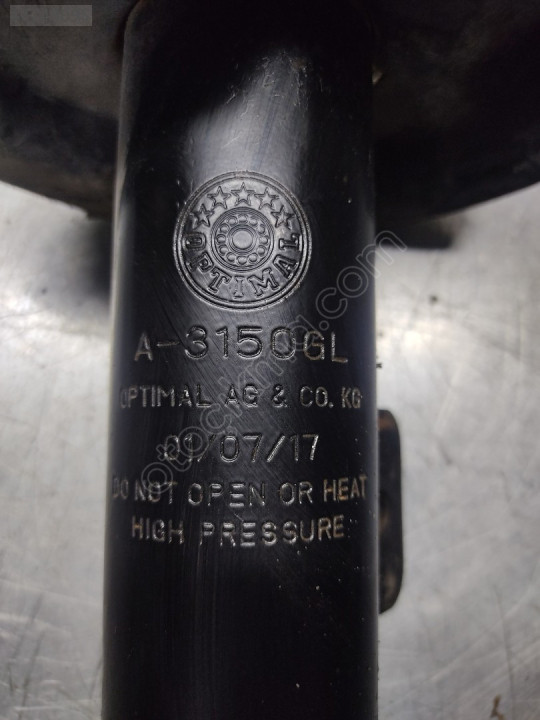 OPTIMAL
A-3150GL
OPTIMAL AG & CO. KG
01/07/17
DO NOT OPEN OR HEAT
HIGH PRESSURE